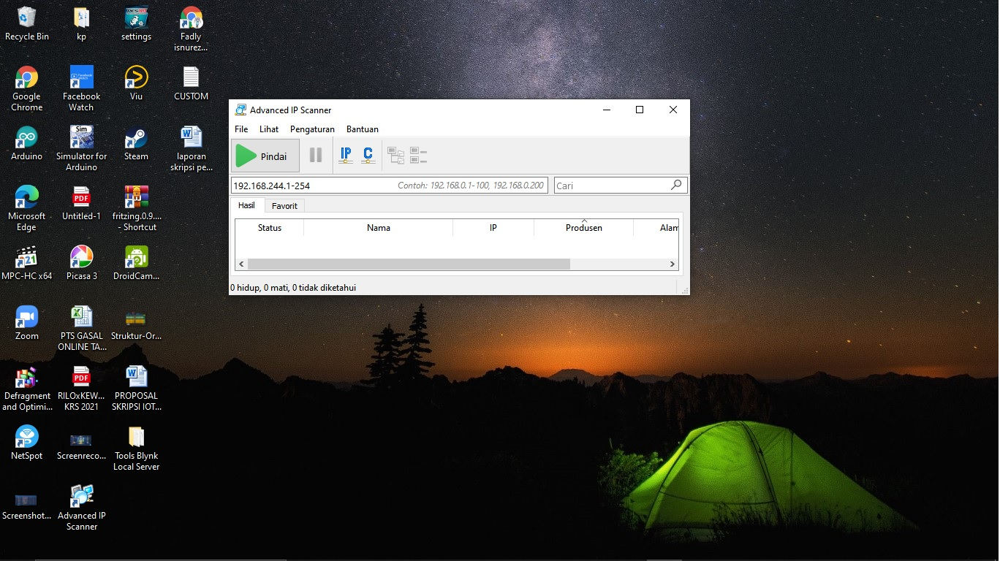 Recycle Bin
kp
settings
Fadly
isnurez...
Google
Chrome
Facebook
Watch
Viu
CUSTOM
Arduino
Sim
Simulator for
Arduino
Steam
laporan
skripsi pe...
Microsoft
Edge
PDF
Untitled-1
fritzing.0.9....
- Shortcut
321
MPC-HC x64
Picasa 3
DroidCam...
Zoom
PTS GASAL
ONLINE TA...
Struktur-Or...
Defragment
and Optimi...
PDF
RILOxKEW...
KRS 2021
PROPOSAL
SKRIPSI IOT...
NetSpot
Screenreco...
Tools Blynk
Local Server
Screenshot...
Advanced IP
Scanner
Advanced IP Scanner
File Lihat Pengaturan Bantuan
Pindai IP C
192.168.244.1-254 Contoh: 192.168.0.1-100, 192.168.0.200 Cari
Hasil Favorit
Status Nama IP Produsen Alam
0 hidup, 0 mati, 0 tidak diketahui